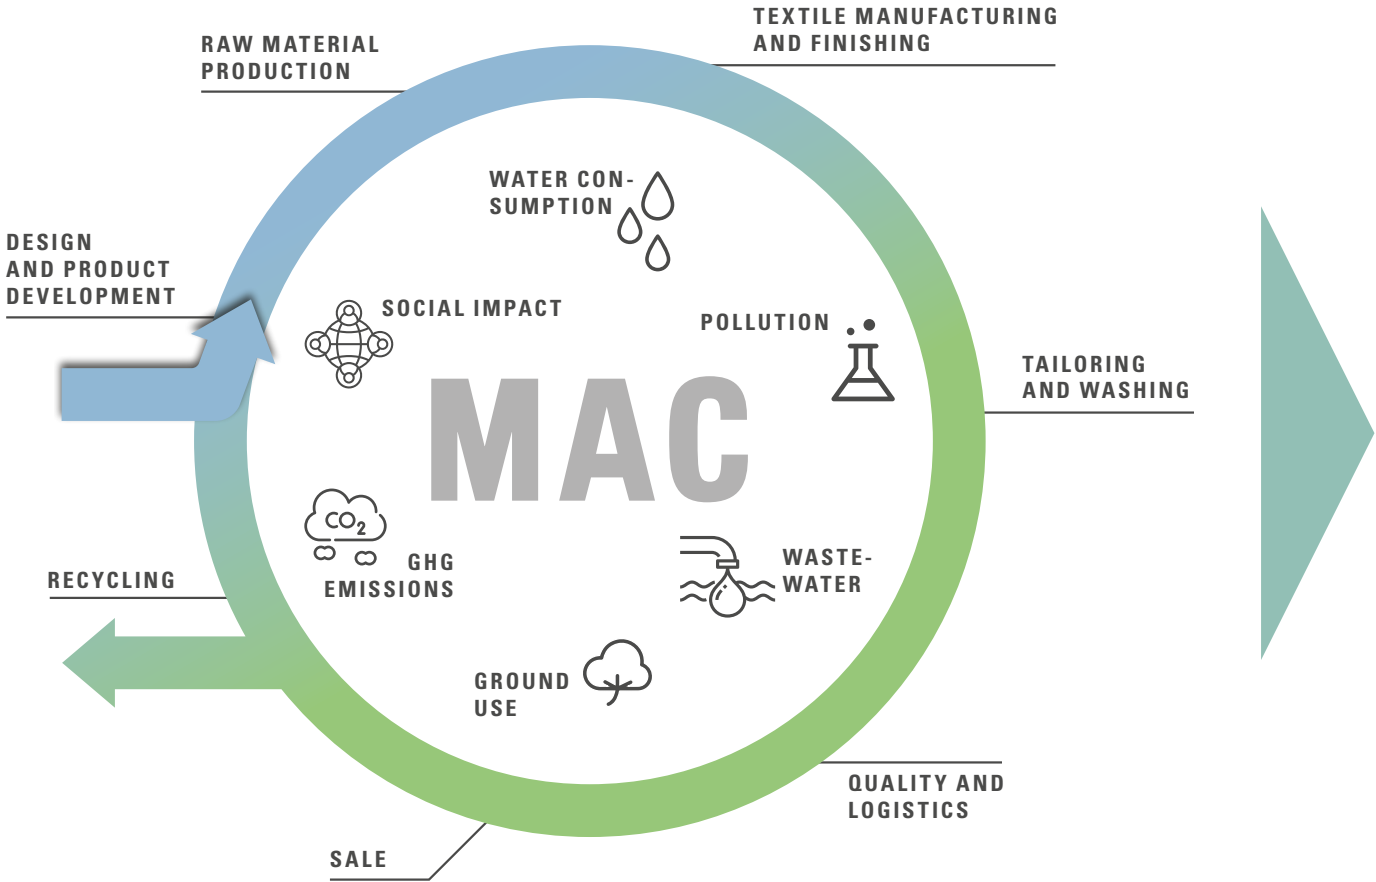 TEXTILE MANUFACTURING
AND FINISHING
RAW MATERIAL
PRODUCTION
WATER CON-
SUMPTION
DESIGN
AND PRODUCT
DEVELOPMENT
SOCIAL IMPACT
POLLUTION
TAILORING
AND WASHING
MAC
CO2
GHG
EMISSIONS
WASTE-
WATER
RECYCLING
GROUND
USE
QUALITY AND
LOGISTICS
SALE